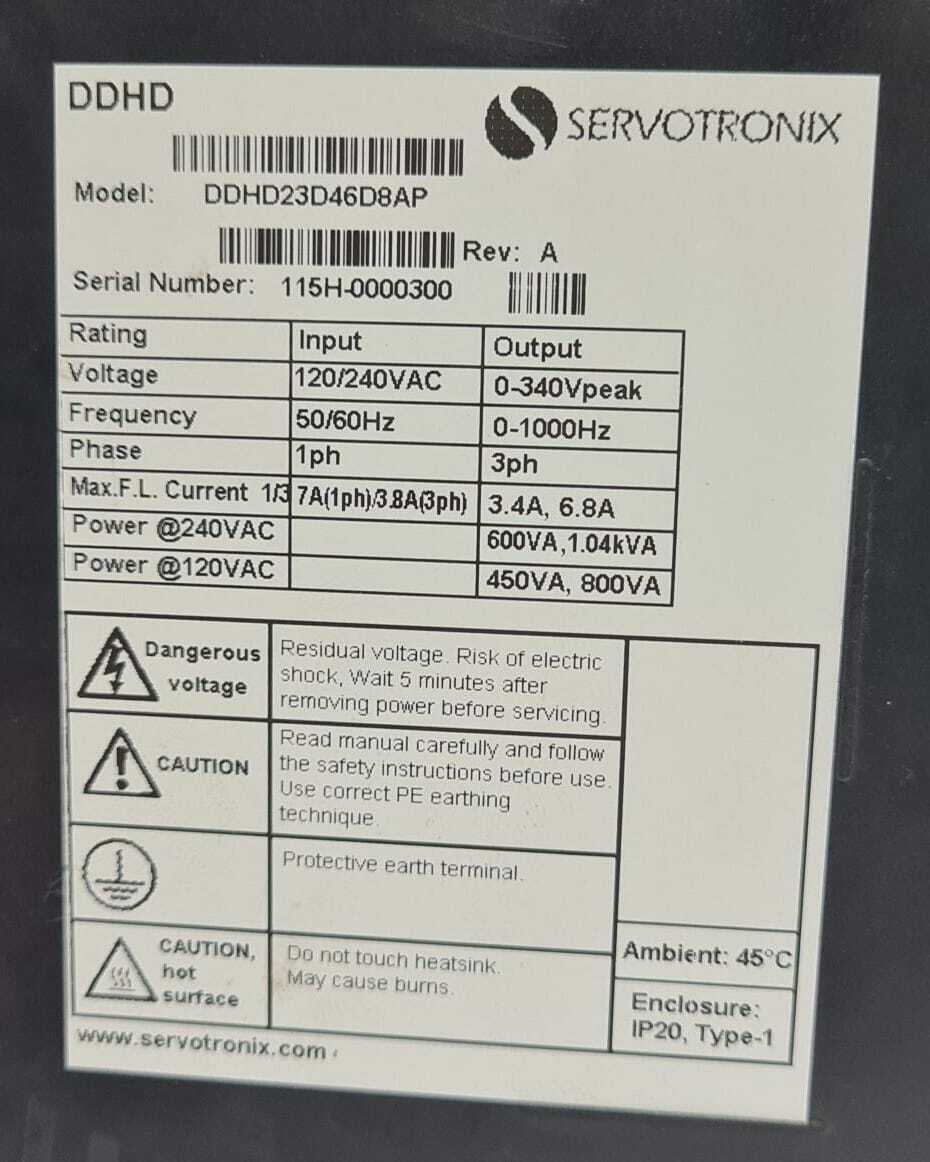 DDHD
SERVOTRONIX
Model: DDHD23D46D8AP
Rev: A
Serial Number: 115H-0000300
Rating Input Output
Voltage 120/240VAC 0-340Vpeak
Frequency 50/60Hz 0-1000Hz
Phase 1ph 3ph
Max.F.L. Current 1/3 7A(1ph)/3.8A(3ph) 3.4A, 6.8A
Power @240VAC 600VA,1.04kVA
Power @120VAC 450VA, 800VA
Dangerous
voltage
Residual voltage. Risk of electric
shock, Wait 5 minutes after
removing power before servicing.
CAUTION
Read manual carefully and follow
the safety instructions before use.
Use correct PE earthing
technique.
Protective earth terminal.
CAUTION,
hot
surface
Do not touch heatsink.
May cause burns.
Ambient: 45°C
Enclosure:
IP20, Type-1
www.servotronix.com